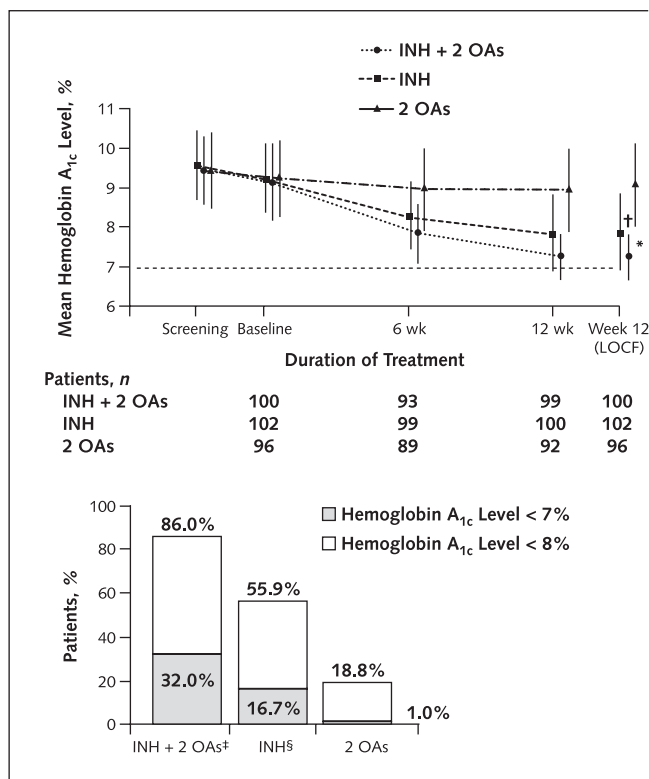 INH + 2 OAs
INH
2 OAs
Mean Hemoglobin A1c Level, %
11
10
9
8
7
6
†
*
Screening Baseline 6 wk 12 wk Week 12
(LOCF)
Duration of Treatment
Patients, n
INH + 2 OAs 100 93 99 100
INH 102 99 100 102
2 OAs 96 89 92 96
Patients, %
100
80
60
40
20
0
Hemoglobin A1c Level < 7%
Hemoglobin A1c Level < 8%
86.0%
55.9%
32.0%
16.7%
18.8%
1.0%
INH + 2 OAs‡ INH§ 2 OAs